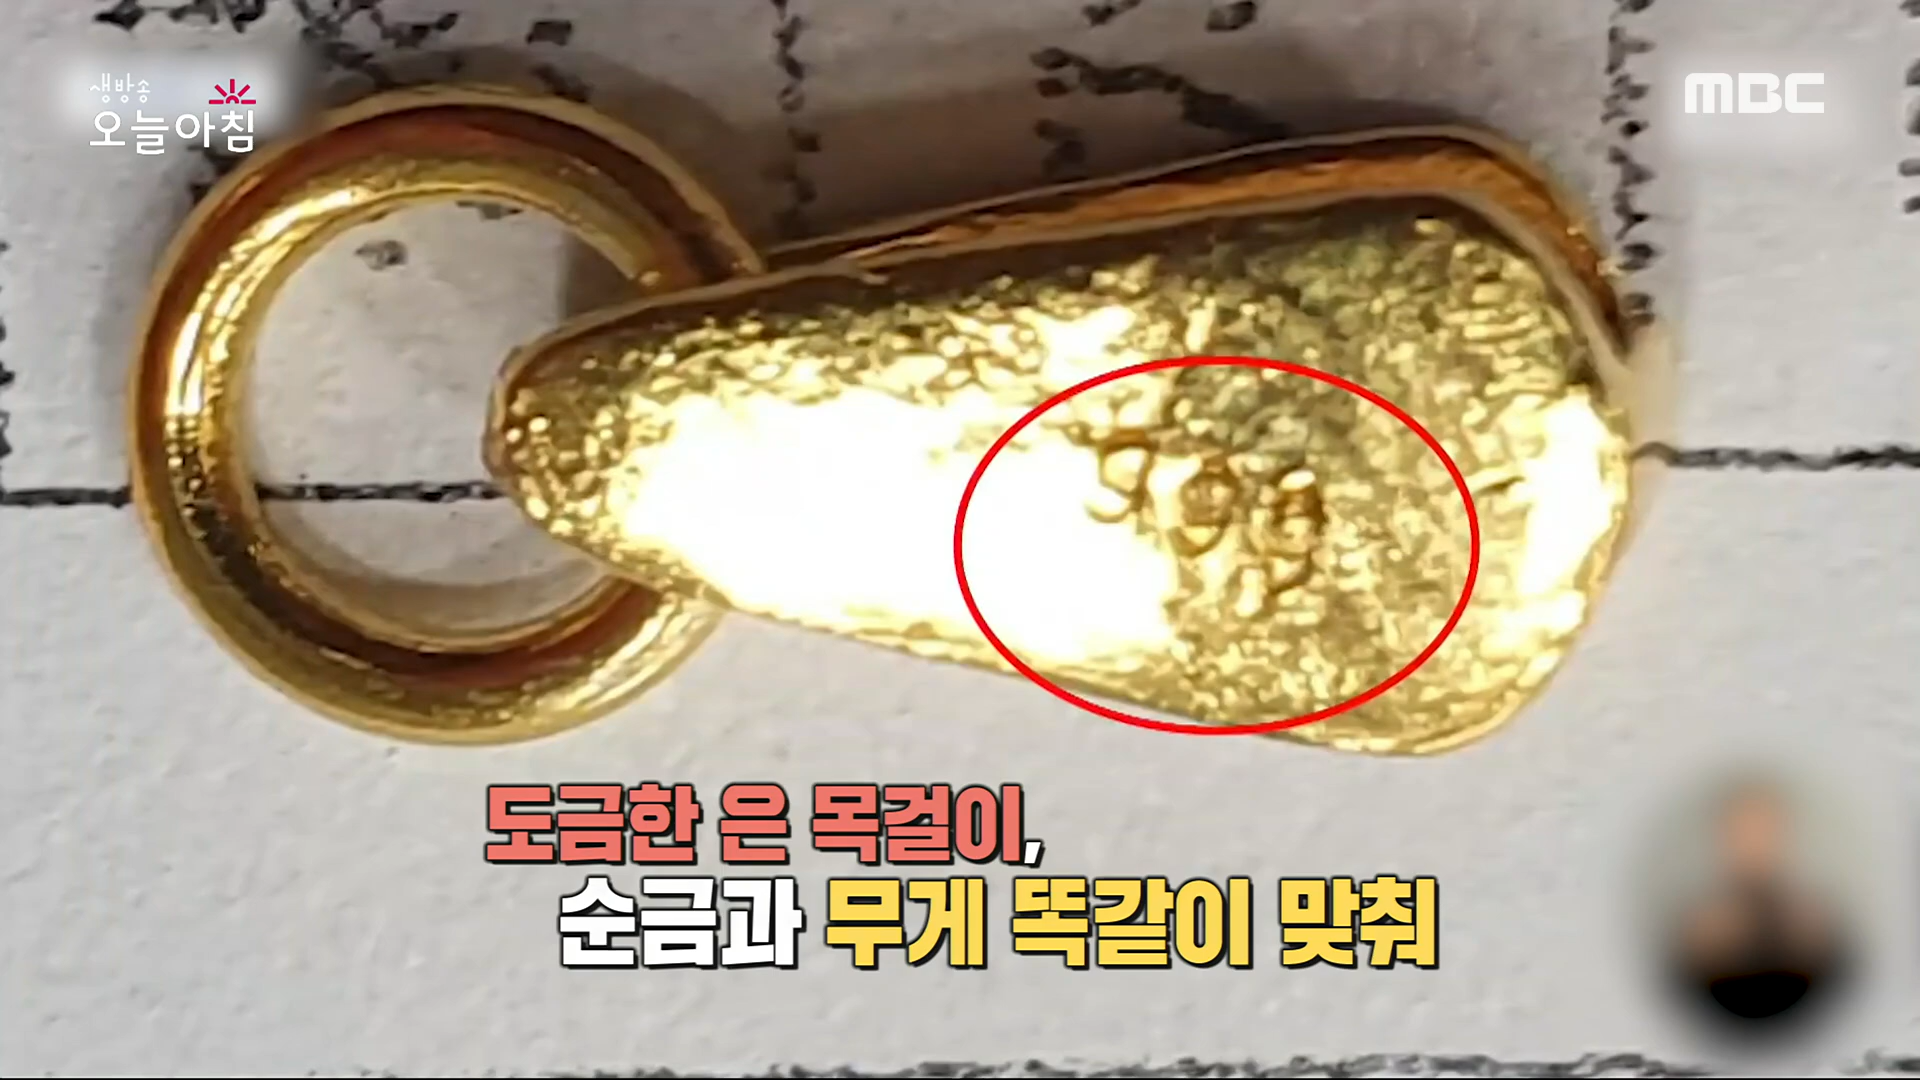 생방송
오늘아침
MBC
도금한 은 목걸이,
순금과 무게 똑같이 맞춰